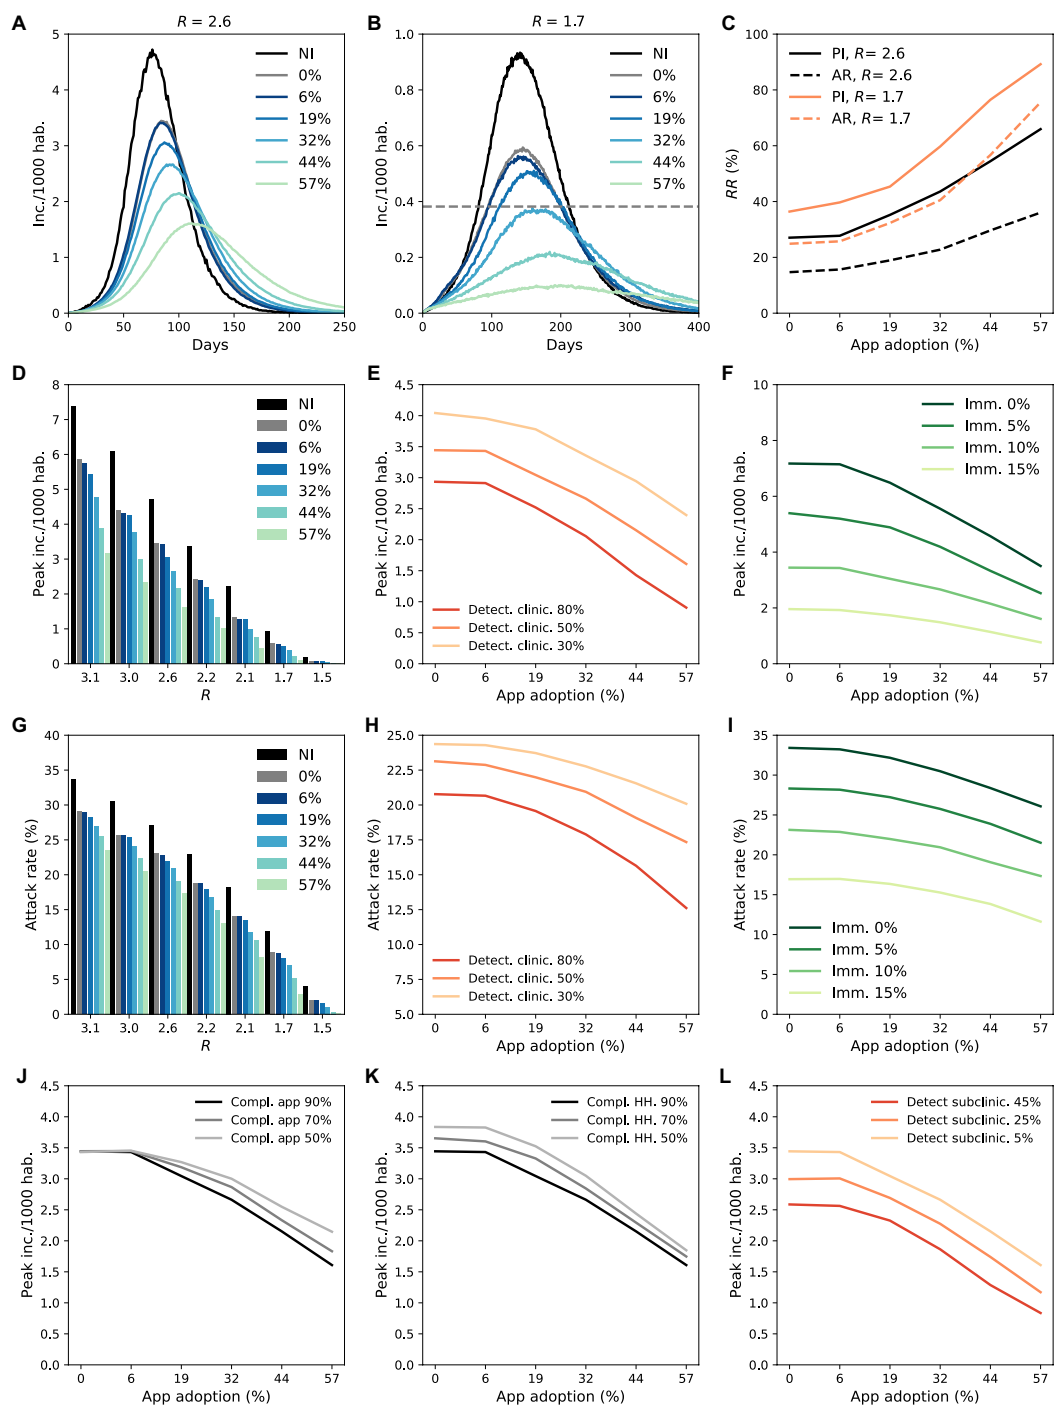 A
R = 2.6
Inc./1000 hab.
5
4
3
2
1
0
0 50 100 150 200 250
Days
NI
0%
6%
19%
32%
44%
57%
B
R = 1.7
Inc./1000 hab.
1.0
0.8
0.6
0.4
0.2
0.0
0 100 200 300 400
Days
NI
0%
6%
19%
32%
44%
57%
C
RR (%)
100
80
60
40
20
0
0 6 19 32 44 57
App adoption (%)
PI, R= 2.6
AR, R= 2.6
PI, R= 1.7
AR, R= 1.7
D
Peak inc./1000 hab.
8
7
6
5
4
3
2
1
0
3.1 3.0 2.6 2.2 2.1 1.7 1.5
R
NI
0%
6%
19%
32%
44%
57%
E
Peak inc./1000 hab.
4.5
4.0
3.5
3.0
2.5
2.0
1.5
1.0
0.5
0.0
0 6 19 32 44 57
App adoption (%)
Detect. clinic. 80%
Detect. clinic. 50%
Detect. clinic. 30%
F
Peak inc./1000 hab.
10
8
6
4
2
0
0 6 19 32 44 57
App adoption (%)
Imm. 0%
Imm. 5%
Imm. 10%
Imm. 15%
G
Attack rate (%)
40
35
30
25
20
15
10
5
0
3.1 3.0 2.6 2.2 2.1 1.7 1.5
R
NI
0%
6%
19%
32%
44%
57%
H
Attack rate (%)
25.0
22.5
20.0
17.5
15.0
12.5
10.0
7.5
5.0
0 6 19 32 44 57
App adoption (%)
Detect. clinic. 80%
Detect. clinic. 50%
Detect. clinic. 30%
I
Attack rate (%)
35
30
25
20
15
10
5
0
0 6 19 32 44 57
App adoption (%)
Imm. 0%
Imm. 5%
Imm. 10%
Imm. 15%
J
Peak inc./1000 hab.
4.5
4.0
3.5
3.0
2.5
2.0
1.5
1.0
0.5
0.0
0 6 19 32 44 57
App adoption (%)
Compl. app 90%
Compl. app 70%
Compl. app 50%
K
Peak inc./1000 hab.
4.5
4.0
3.5
3.0
2.5
2.0
1.5
1.0
0.5
0.0
0 6 19 32 44 57
App adoption (%)
Compl. HH. 90%
Compl. HH. 70%
Compl. HH. 50%
L
Peak inc./1000 hab.
4.5
4.0
3.5
3.0
2.5
2.0
1.5
1.0
0.5
0.0
0 6 19 32 44 57
App adoption (%)
Detect subclinic. 45%
Detect subclinic. 25%
Detect subclinic. 5%